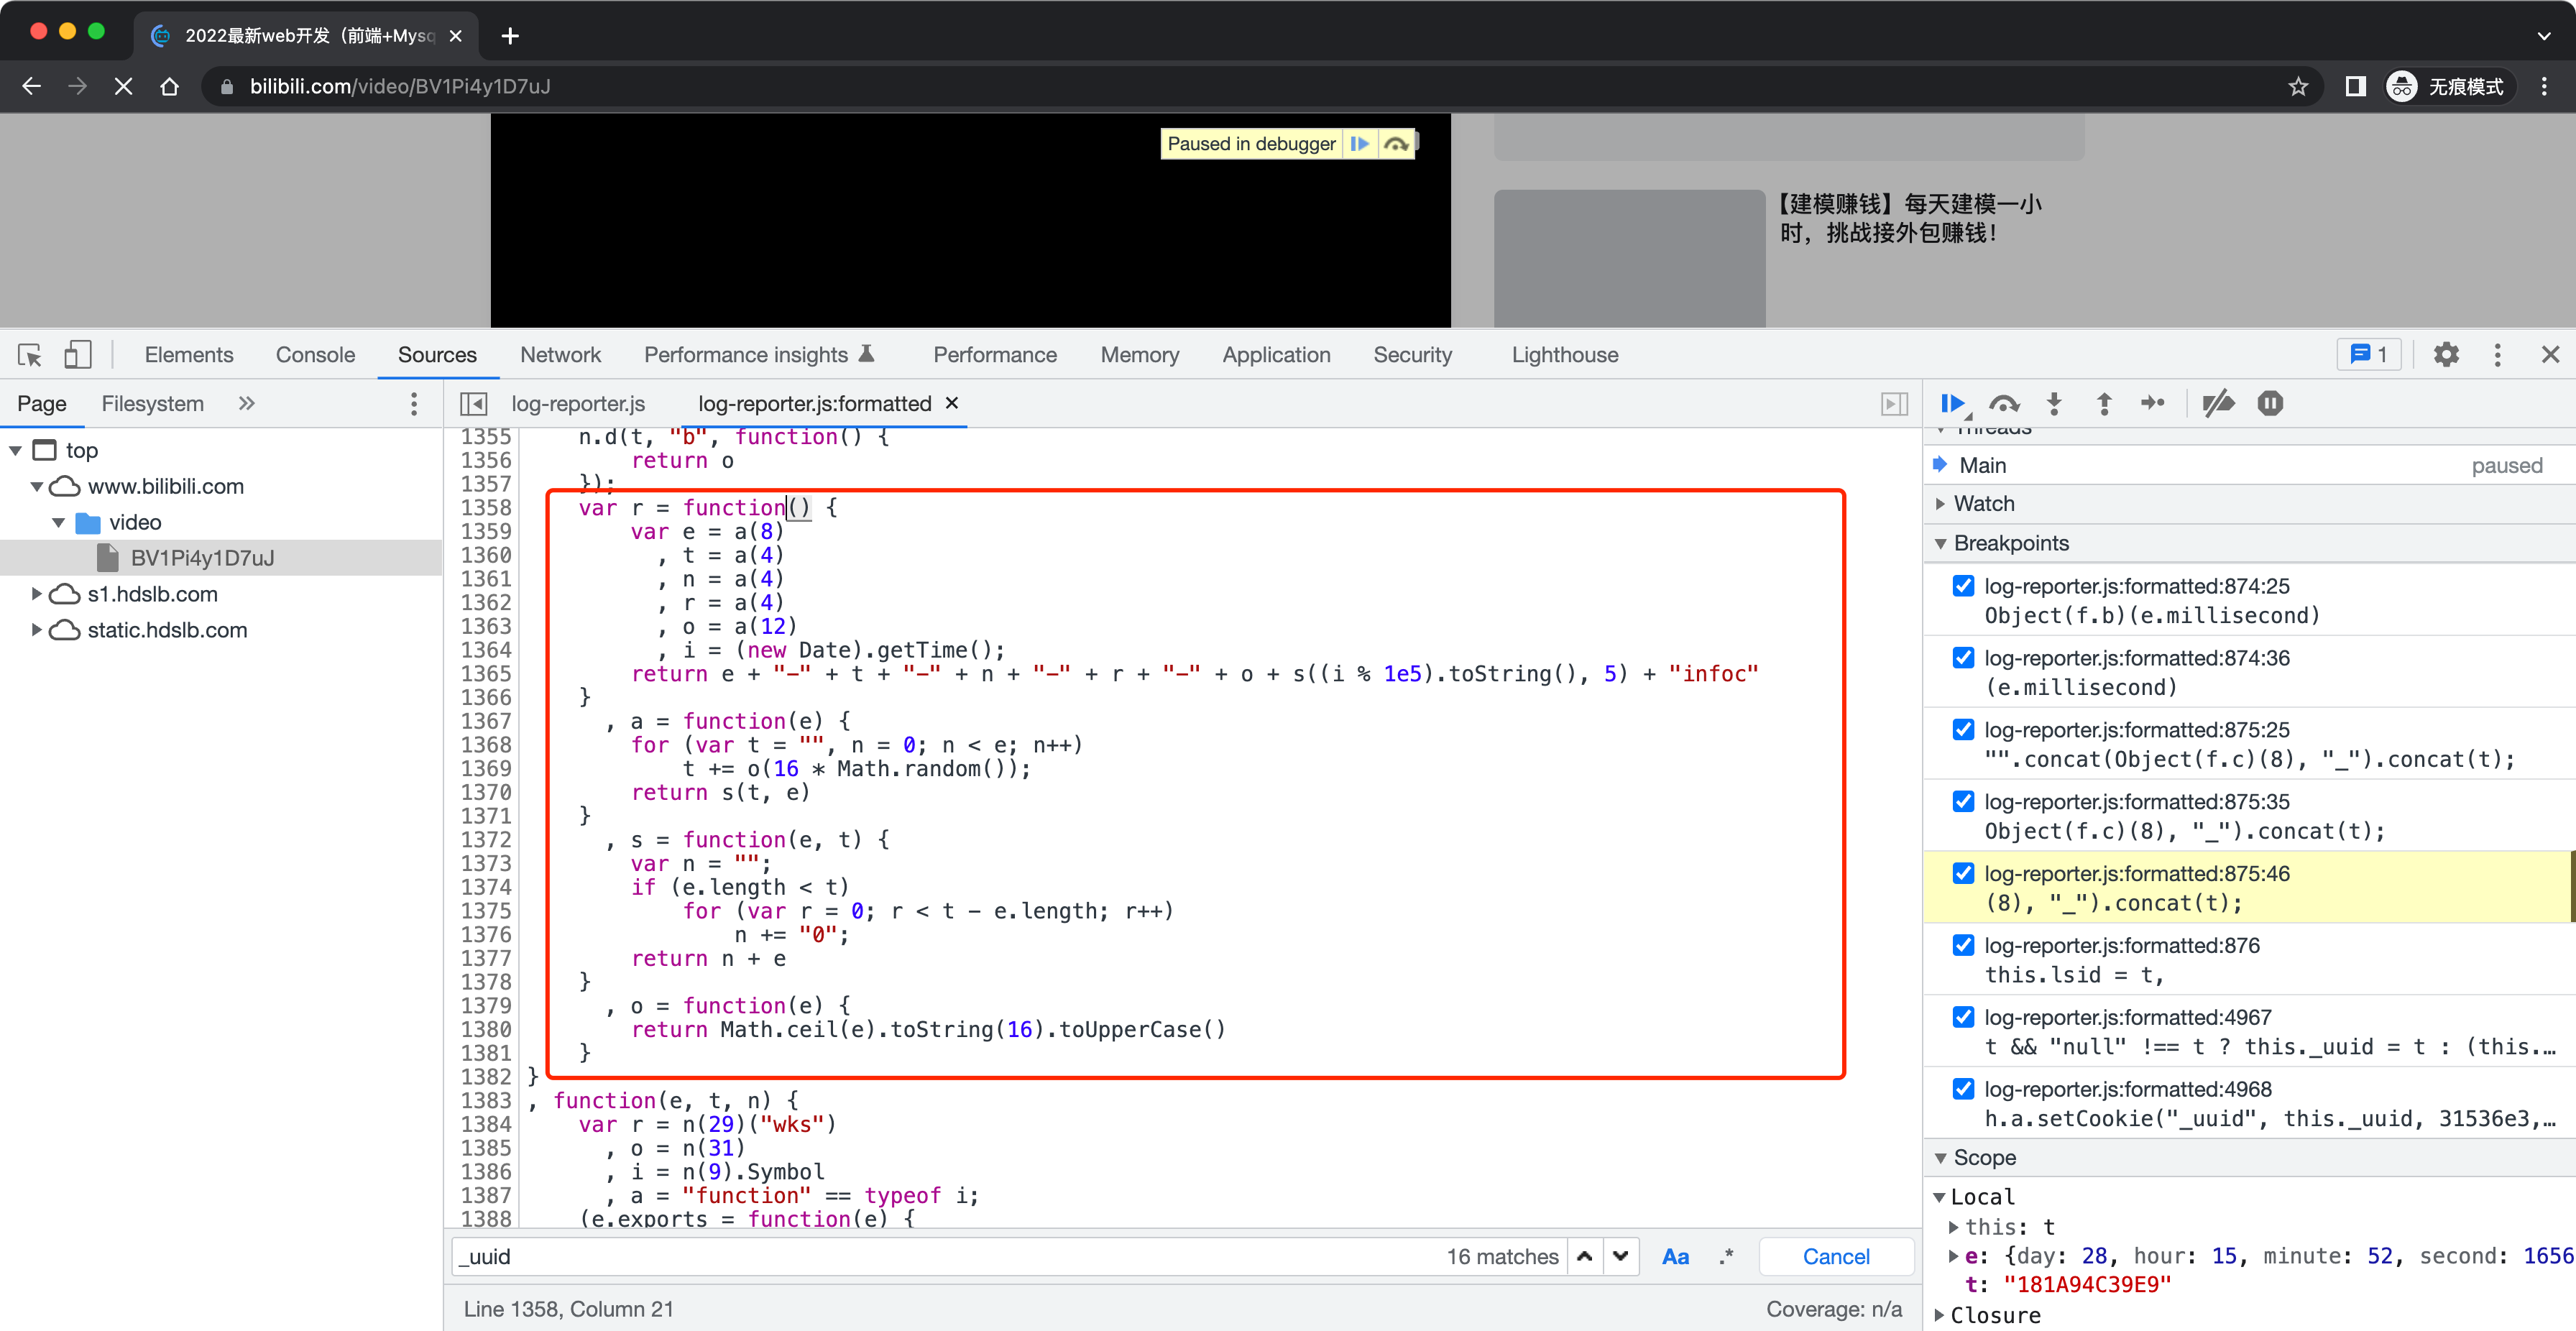 2022最新web开发（前端+Mysq
bilibili.com/video/BV1Pi4y1D7uJ
无痕模式
Paused in debugger
【建模赚钱】每天建模一小
时，挑战接外包赚钱！
Elements Console Sources Network Performance insights Performance Memory Application Security Lighthouse 1
Page Filesystem »
log-reporter.js log-reporter.js:formatted
top
www.bilibili.com
video
BV1Pi4y1D7uJ
s1.hdslb.com
static.hdslb.com
1355 n.d(t, "b", function() {
1356 return o
1357 });
1358 var r = function() {
1359 var e = a(8)
1360 , t = a(4)
1361 , n = a(4)
1362 , r = a(4)
1363 , o = a(12)
1364 , i = (new Date).getTime();
1365 return e + "-" + t + "-" + n + "-" + r + "-" + o + s((i % 1e5).toString(), 5) + "infoc"
1366 }
1367 , a = function(e) {
1368 for (var t = "", n = 0; n < e; n++)
1369 t += o(16 * Math.random());
1370 return s(t, e)
1371 }
1372 , s = function(e, t) {
1373 var n = "";
1374 if (e.length < t)
1375 for (var r = 0; r < t - e.length; r++)
1376 n += "0";
1377 return n + e
1378 }
1379 , o = function(e) {
1380 return Math.ceil(e).toString(16).toUpperCase()
1381 }
1382 }
1383 , function(e, t, n) {
1384 var r = n(29)("wks")
1385 , o = n(31)
1386 , i = n(9).Symbol
1387 , a = "function" == typeof i;
1388 (e.exports = function(e) {
_uuid 16 matches Aa .* Cancel
Line 1358, Column 21 Coverage: n/a
Threads
Main paused
Watch
Breakpoints
log-reporter.js:formatted:874:25
Object(f.b)(e.millisecond)
log-reporter.js:formatted:874:36
(e.millisecond)
log-reporter.js:formatted:875:25
"".concat(Object(f.c)(8), "_").concat(t);
log-reporter.js:formatted:875:35
Object(f.c)(8), "_").concat(t);
log-reporter.js:formatted:875:46
(8), "_").concat(t);
log-reporter.js:formatted:876
this.lsid = t,
log-reporter.js:formatted:4967
t && "null" !== t ? this._uuid = t : (this.…
log-reporter.js:formatted:4968
h.a.setCookie("_uuid", this._uuid, 31536e3,…
Scope
Local
this: t
e: {day: 28, hour: 15, minute: 52, second: 1656
t: "181A94C39E9"
Closure